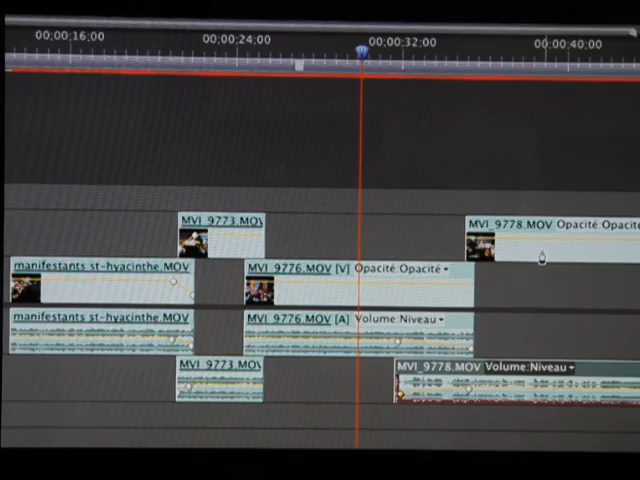 00;00;16;00 00;00;24;00 00;00;32;00 00;00;40;00
MVI_9773.MOV MVI_9778.MOV Opacité:Opacité
manifestants st-hyacinthe.MOV MVI_9776.MOV [V] Opacité:Opacité
manifestants st-hyacinthe.MOV MVI_9776.MOV [A] Volume:Niveau
MVI_9773.MOV MVI_9778.MOV Volume:Niveau